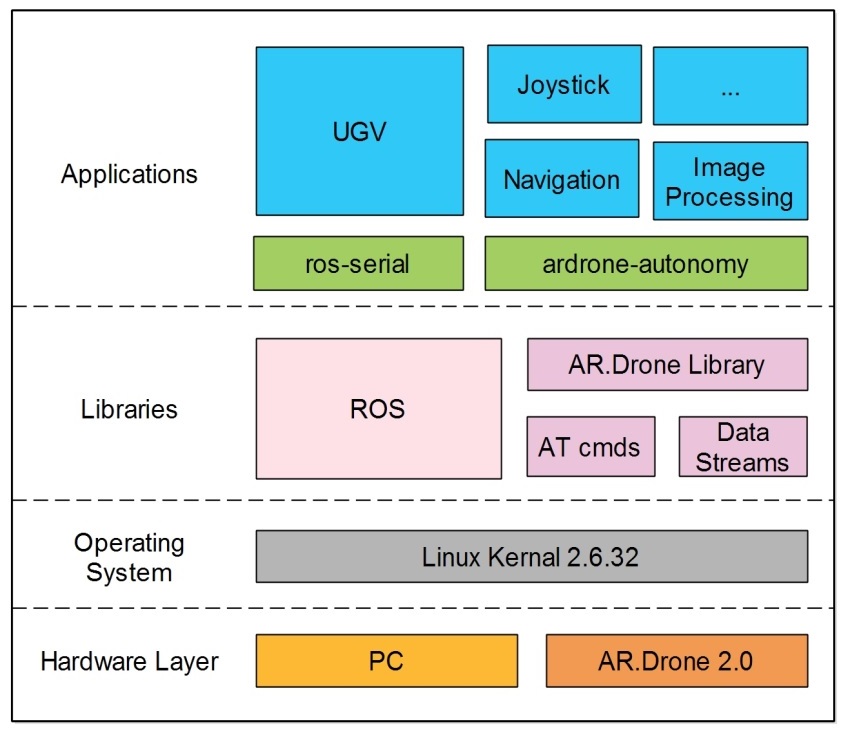 Applications
UGV
Joystick
...
Navigation
Image
Processing
ros-serial
ardrone-autonomy
Libraries
ROS
AR.Drone Library
AT cmds
Data
Streams
Operating
System
Linux Kernal 2.6.32
Hardware Layer
PC
AR.Drone 2.0